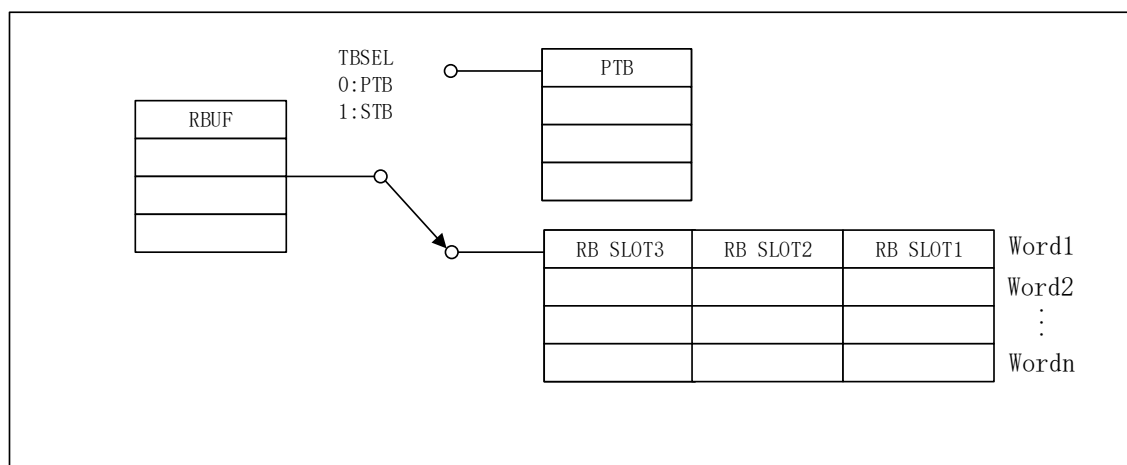 TBSEL
0:PTB
1:STB
PTB
RBUF
RB SLOT3 RB SLOT2 RB SLOT1 Word1
Word2
⋮
Wordn